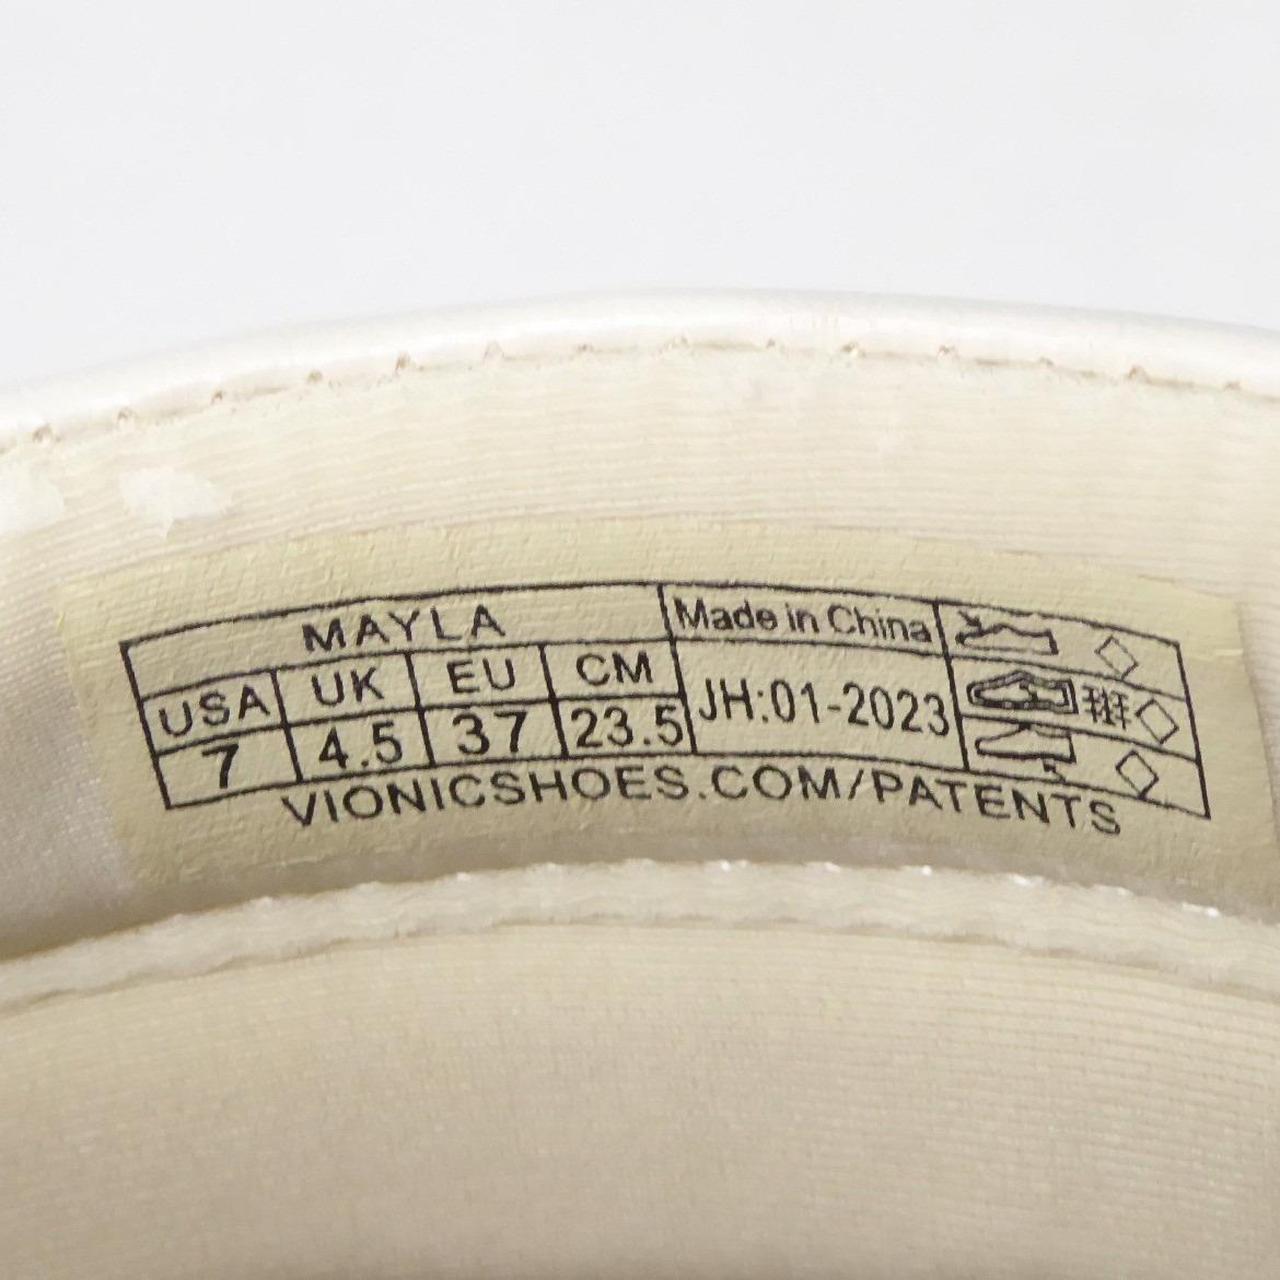 MAYLA Made in China
USA UK EU CM JH:01-2023
7 4.5 37 23.5
VIONICSHOES.COM/PATENTS